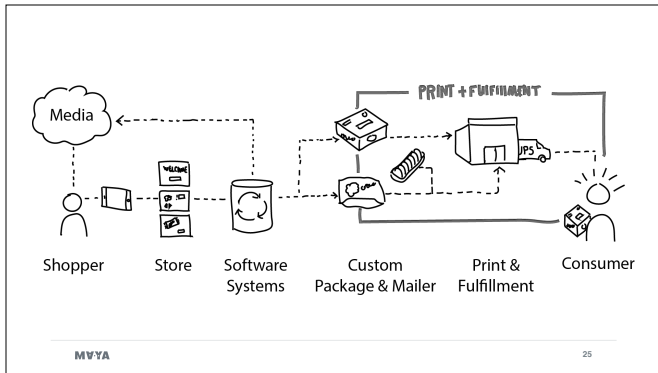 PRINT + FULFILLMENT
Media
UPS
WELCOME
Shopper
Store
Software
Systems
Custom
Package & Mailer
Print &
Fulfillment
Consumer
MAYA
25